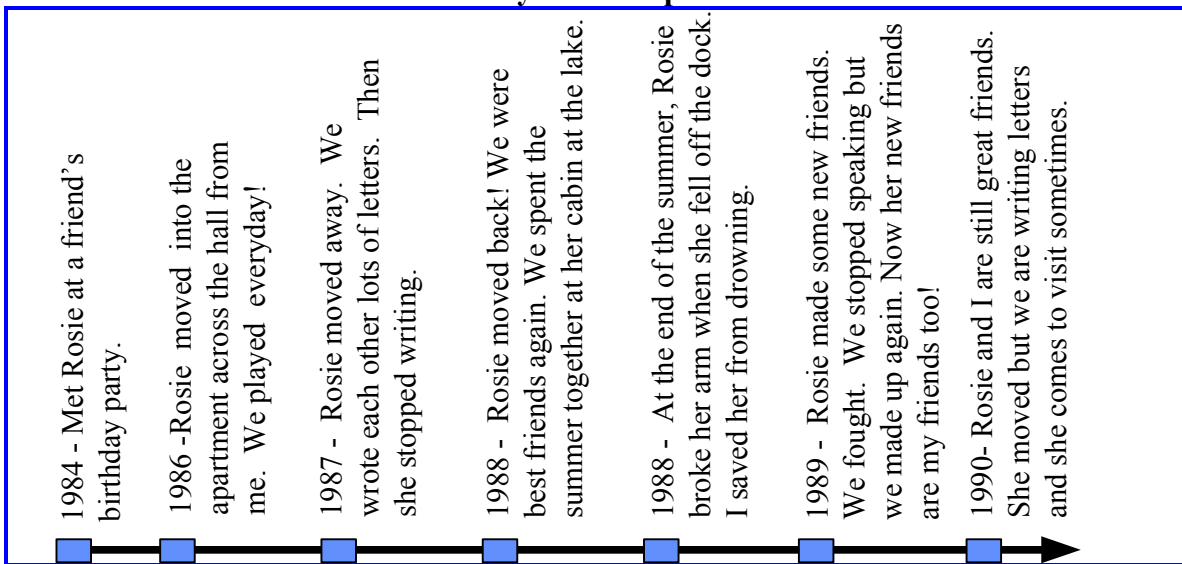 1984 - Met Rosie at a friend's
birthday party.
1986 -Rosie moved into the
apartment across the hall from
me. We played everyday!
1987 - Rosie moved away. We
wrote each other lots of letters. Then
she stopped writing.
1988 - Rosie moved back! We were
best friends again. We spent the
summer together at her cabin at the lake.
1988 - At the end of the summer, Rosie
broke her arm when she fell off the dock.
I saved her from drowning.
1989 - Rosie made some new friends.
We fought. We stopped speaking but
we made up again. Now her new friends
are my friends too!
1990- Rosie and I are still great friends.
She moved but we are writing letters
and she comes to visit sometimes.